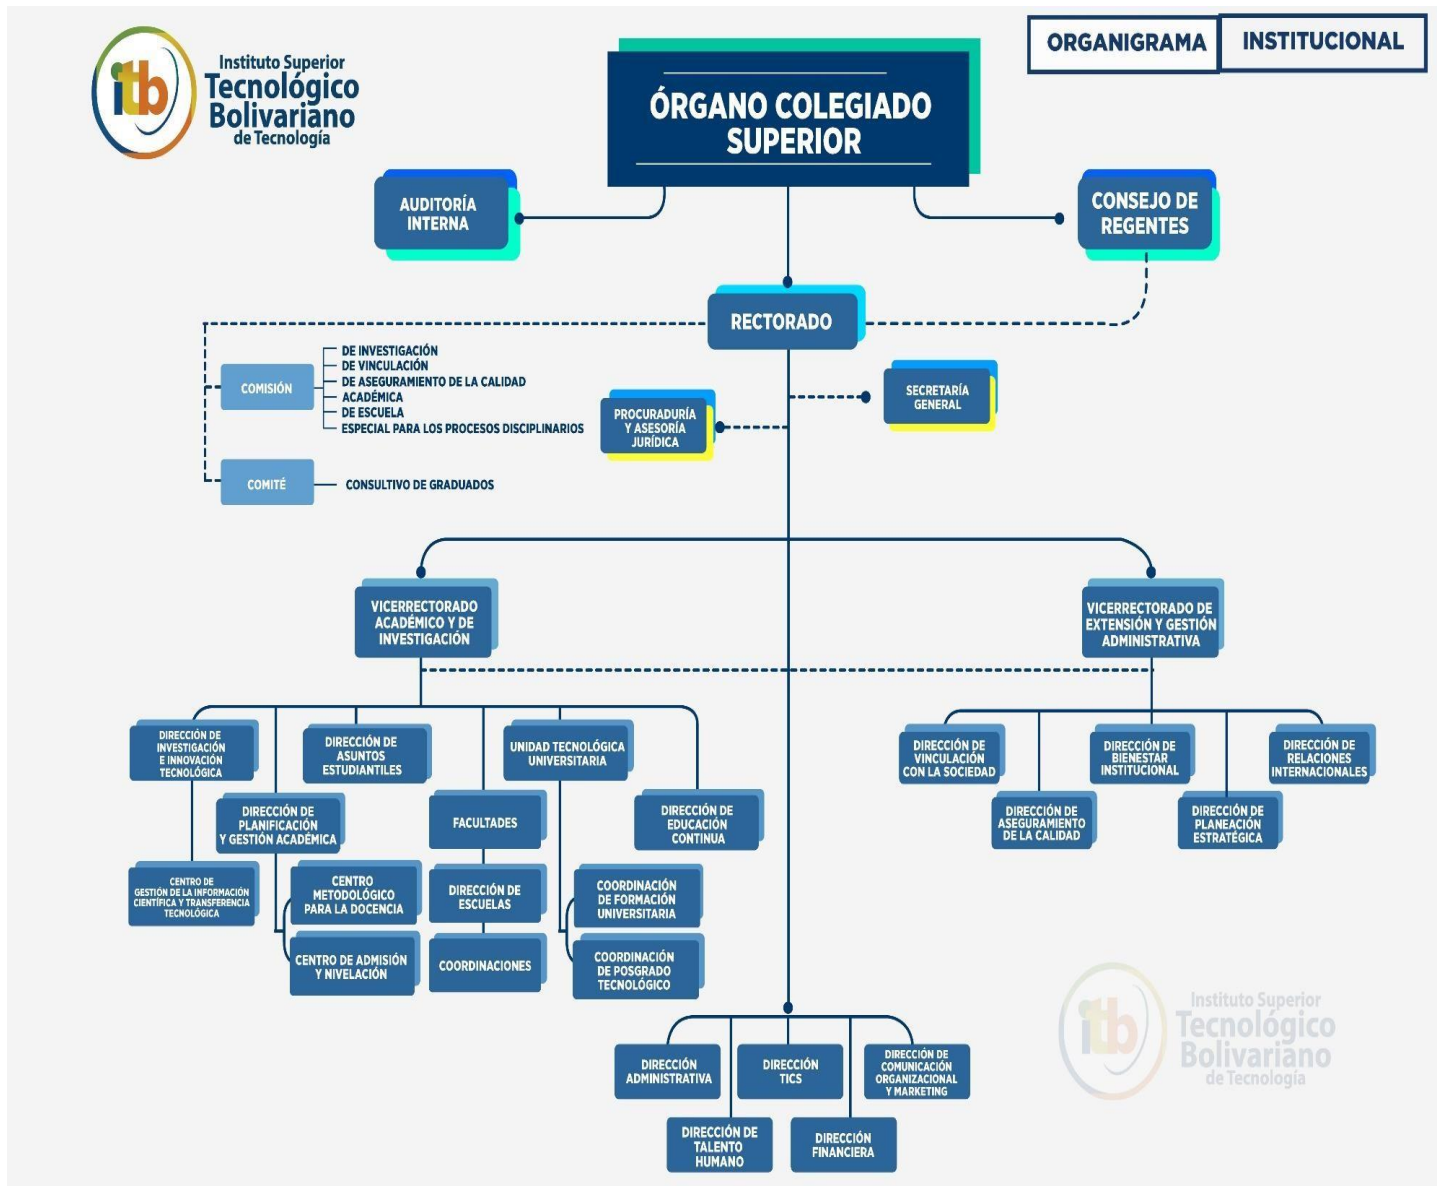 itb
Instituto Superior
Tecnológico
Bolivariano
de Tecnología
ORGANIGRAMA INSTITUCIONAL
ÓRGANO COLEGIADO
SUPERIOR
AUDITORÍA
INTERNA
CONSEJO DE
REGENTES
RECTORADO
COMISIÓN
DE INVESTIGACIÓN
DE VINCULACIÓN
DE ASEGURAMIENTO DE LA CALIDAD
ACADÉMICA
DE ESCUELA
ESPECIAL PARA LOS PROCESOS DISCIPLINARIOS
COMITÉ
CONSULTIVO DE GRADUADOS
PROCURADURÍA
Y ASESORÍA
JURÍDICA
SECRETARÍA
GENERAL
VICERRECTORADO
ACADÉMICO Y DE
INVESTIGACIÓN
VICERRECTORADO DE
EXTENSIÓN Y GESTIÓN
ADMINISTRATIVA
DIRECCIÓN DE
INVESTIGACIÓN
E INNOVACIÓN
TECNOLÓGICA
DIRECCIÓN DE
ASUNTOS
ESTUDIANTILES
UNIDAD TECNOLÓGICA
UNIVERSITARIA
DIRECCIÓN DE
PLANIFICACIÓN
Y GESTIÓN ACADÉMICA
FACULTADES
DIRECCIÓN DE
EDUCACIÓN
CONTINUA
CENTRO DE
GESTIÓN DE LA INFORMACIÓN
CIENTÍFICA Y TRANSFERENCIA
TECNOLÓGICA
CENTRO
METODOLÓGICO
PARA LA DOCENCIA
DIRECCIÓN DE
ESCUELAS
COORDINACIÓN
DE FORMACIÓN
UNIVERSITARIA
CENTRO DE ADMISIÓN
Y NIVELACIÓN
COORDINACIONES
COORDINACIÓN
DE POSGRADO
TECNOLÓGICO
DIRECCIÓN DE
VINCULACIÓN
CON LA SOCIEDAD
DIRECCIÓN DE
BIENESTAR
INSTITUCIONAL
DIRECCIÓN DE
RELACIONES
INTERNACIONALES
DIRECCIÓN DE
ASEGURAMIENTO
DE LA CALIDAD
DIRECCIÓN DE
PLANEACIÓN
ESTRATÉGICA
DIRECCIÓN
ADMINISTRATIVA
DIRECCIÓN
TICS
DIRECCIÓN DE
COMUNICACIÓN
ORGANIZACIONAL
Y MARKETING
DIRECCIÓN DE
TALENTO
HUMANO
DIRECCIÓN
FINANCIERA
itb
Instituto Superior
Tecnológico
Bolivariano
de Tecnología